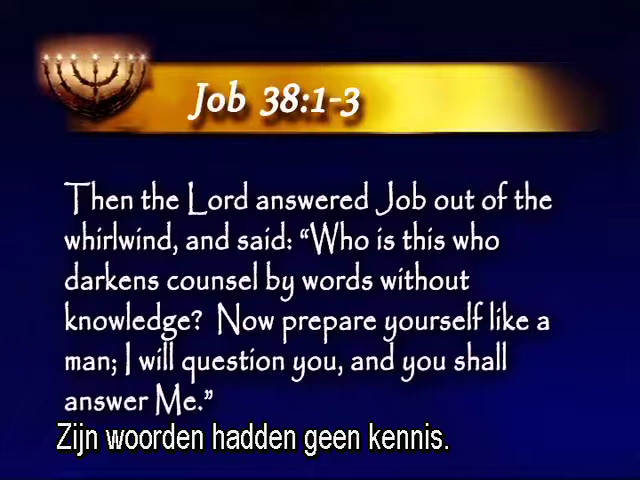 Job 38:1-3
Then the Lord answered Job out of the
whirlwind, and said: “Who is this who
darkens counsel by words without
knowledge? Now prepare yourself like a
man; I will question you, and you shall
answer Me.”
Zijn woorden hadden geen kennis.